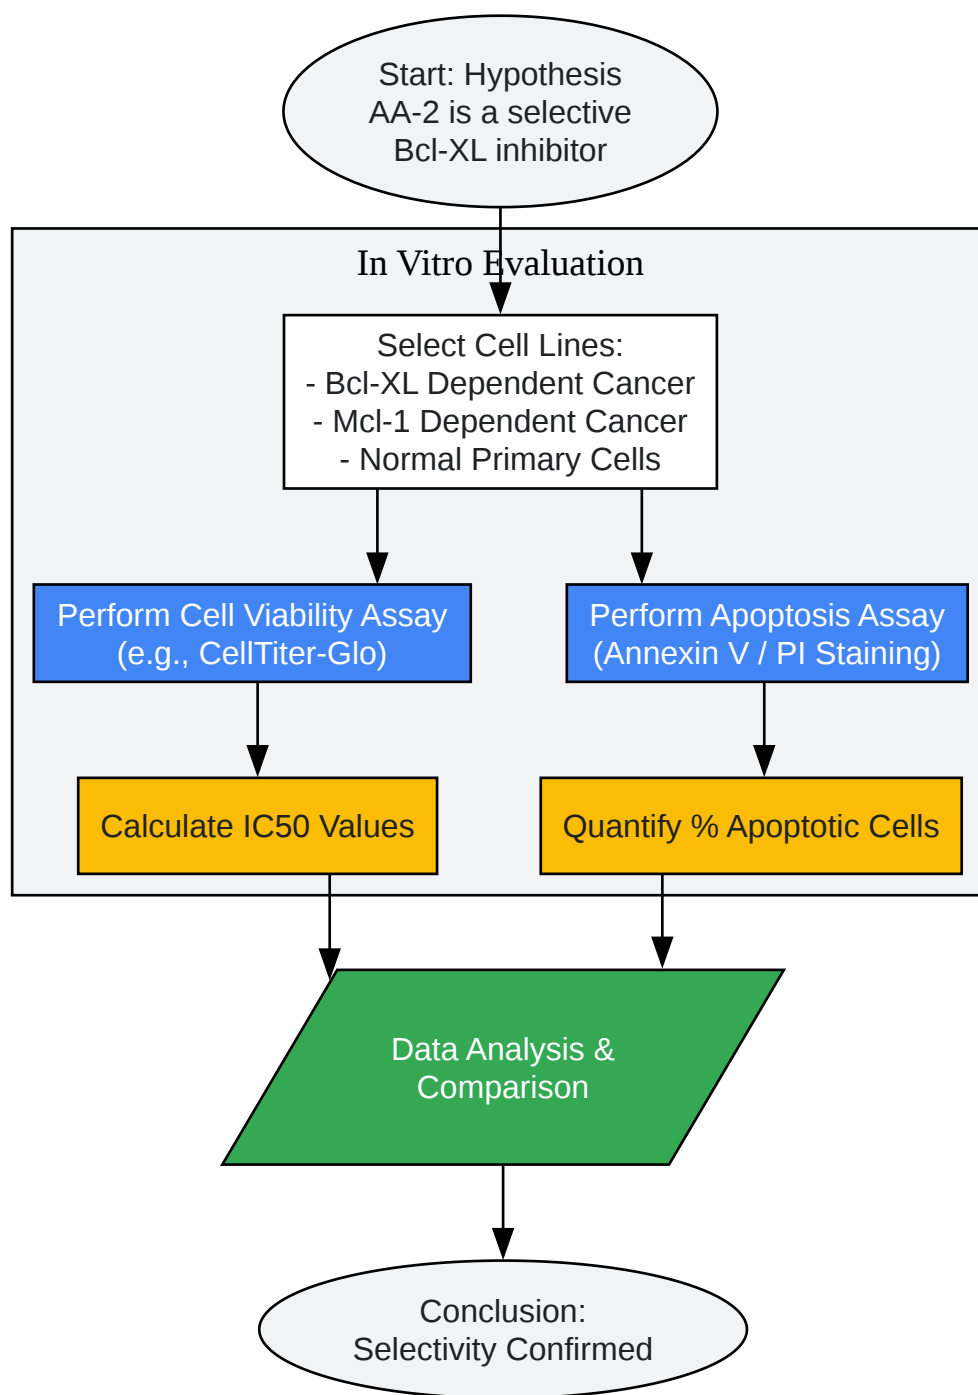 Start: Hypothesis
AA-2 is a selective
Bcl-XL inhibitor
In Vitro Evaluation
Select Cell Lines:
- Bcl-XL Dependent Cancer
- Mcl-1 Dependent Cancer
- Normal Primary Cells
Perform Cell Viability Assay
(e.g., CellTiter-Glo)
Perform Apoptosis Assay
(Annexin V / PI Staining)
Calculate IC50 Values
Quantify % Apoptotic Cells
Data Analysis &
Comparison
Conclusion:
Selectivity Confirmed